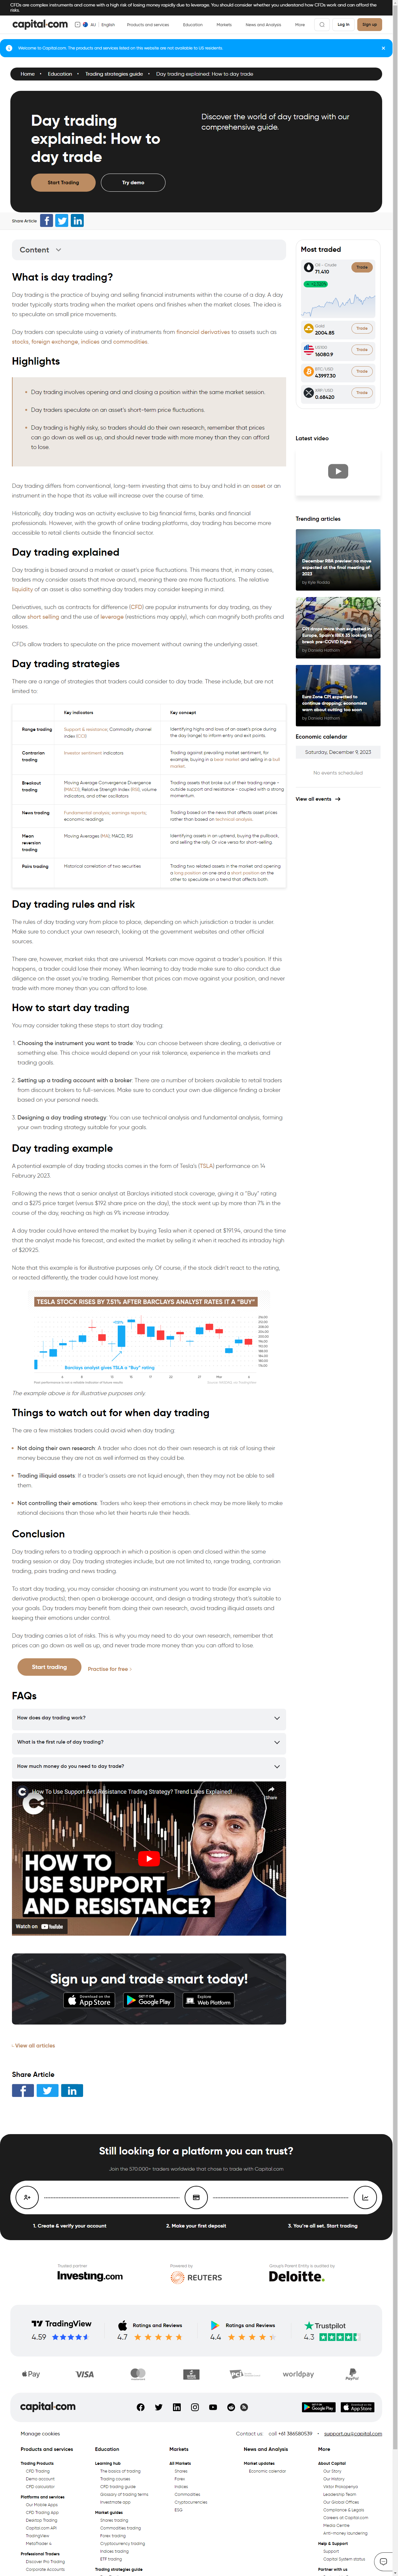 CFDs are complex instruments and come with a high risk of losing money rapidly due to leverage. You should consider whether you understand how CFDs work and can afford the
risks.
capital.com
AU
English
Products and services
Education
Markets
News and Analysis
More
Log In
Sign up
Welcome to Capital.com. The products and services listed on the website are not available to US residents
Home • Education • Trading strategies guide • Day trading explained: How to day trade
Day trading
explained: How to
day trade
Discover the world of day trading with our
comprehensive guide.
Start Trading
Try demo
Share Article
Content
What is day trading?
Day trading is the practice of buying and selling financial instruments within the course of a day. A day
trader typically starts trading when the market opens and finishes when the market closes. The idea is
to speculate on small price movements.
Day traders can speculate using a variety of instruments from financial derivatives to assets such as
stocks, foreign exchange, indices and commodities.
Highlights
Day trading involves opening and closing a position within the same market session.
Day traders speculate on an asset's short-term price fluctuations.
Day trading is highly risky, so traders should do their own research, remember that prices
can go down as well as up, and should never trade with more money than they can afford
to lose.
Day trading differs from conventional, long-term investing that aims to buy and hold in an asset or an
instrument in the hope that its value will increase over the course of time.
Historically, day trading was an activity exclusive to big financial firms, banks and financial
professionals. However, with the growth of online trading platforms, day trading has become more
accessible to retail clients outside the financial sector.
Day trading explained
Day trading is based around a market or asset's price fluctuations. This means that, in many cases,
traders may consider assets that move around, meaning there are more fluctuations. The relative
liquidity of an asset is also something day traders may consider keeping in mind.
Derivatives, such as contracts for difference (CFD) are popular instruments for day trading, as they
allow short selling and the use of leverage (restrictions may apply), which can magnify both profits and
losses.
CFDs allow traders to speculate on the price movement without owning the underlying asset.
Day trading strategies
There are a range of strategies that traders could consider to day trade. These include, but are not
limited to:
Key indicators
Key concept
Range trading
Support & resistance; Commodity channel
index (CCI)
Identifying highs and lows of an asset's price during
the day longer to inform entry and exit points.
Contrarian
trading
Investor sentiment indicators
Trading against prevailing market sentiment, for
example, buying in a bear market and selling in a bull
market.
Breakout
trading
Moving Average Convergence Divergence
(MACD), Relative Strength Index (RSI), volume
indicators, and other oscillators
Trading assets that broke out of their trading range -
outside support and resistance - coupled with a strong
momentum.
News trading
Fundamental analysis, earnings reports,
economic readings
Trading based on the news that affects asset prices
rather than based on technical analysis.
Mean
reversion
trading
Moving Averages (MA), MACD, RSI
Identifying assets in an uptrend, buying the pullback,
and selling the rally. Or vice versa for short-selling.
Pairs trading
Historical correlation of two securities
Trading two related assets in the market and opening
a long position on one and a short position on the
other to speculate on a trend that affects both.
Day trading rules and risk
The rules of day trading vary from place to place, depending on which jurisdiction a trader is under.
Make sure to conduct your own research, looking at the government websites and other official
sources.
There are, however, market risks that are universal. Markets can move against a trader's position. If this
happens, a trader could lose their money. When learning to day trade make sure to do enough due
diligence on the asset you're trading. Remember that prices can move against your position, and never
trade with more money than you can afford to lose.
How to start day trading
You may consider taking these steps to start day trading:
1. Choosing the instrument you want to trade: You can choose between share dealing, a derivative or
something else. This choice would depend on your risk tolerance, experience in the markets and
trading goals.
2. Setting up a trading account with a broker: There are a number of brokers available to retail traders
from discount brokers to full-services. Make sure to conduct your own due diligence about a broker
based on your personal needs.
3. Designing a day trading strategy: You can use technical analysis and fundamental analysis, forming
your own trading strategy suitable for your goals.
Day trading example
A potential example of day trading stocks comes in the form of Tesla's (TSLA) performance on 14
February 2023.
Following the news that a senior analyst at Barclays initiated stock coverage, giving it a "Buy" rating
and a $275 price target (versus $192 share price on the day), the stock went up by more than 7% in the
course of the day, reaching as high as 9% increase intraday.
A day trader could have entered the market by buying Tesla when it opened at $191.94, around the time
that the analyst made his forecast, and exited the market by selling it when it reached its intraday high
of $209.25.
Note that this example is for illustrative purposes only. Of course, if the stock didn't react to the rating,
or reacted differently, the trader could have lost money.
TESLA STOCK RISES BY 7.51% AFTER BARCLAYS ANALYST RATES IT A "BUY"
Barclays analyst gives TSLA a "Buy" rating
The example above is for illustrative purposes only.
Things to watch out for when day trading
The are a few mistakes traders could avoid when day trading:
Not doing their own research. A trader who does not do their own research is at risk of losing their
money because they are not as well informed as they could be.
Trading illiquid assets. If a trader's assets are not liquid enough, then they may not be able to sell
them.
Not controlling their emotions. Traders who keep their emotions in check may be more likely to make
rational decisions than those who let their hearts rule their heads.
Conclusion
Day trading refers to a trading approach in which a position is open and closed within the same
trading session or day. Day trading strategies include, but are not limited to, range trading, contrarian
trading, pairs trading and news trading.
To start day trading, you may consider choosing an instrument you want to trade (for example via
derivative thesis), then open a brokerage account, and design a trading strategy that's suitable to
your goals. Day traders may benefit from doing their own research, avoid trading illiquid assets and
keeping their emotions under control.
Day trading may not be for everyone. It is risky. This is why you may need to do your own research, remember that
prices can go down as well as up, and never trade more money than you can afford to lose.
Start trading
Practise for free
FAQs
How does day trading work?
What is the first rule of day trading?
How much money do you need to day trade?
How To Use Support And Resistance Trading Strategy? Trend Lines Explained!
Share
HOW TO
USE SUPPORT
AND RESISTANCE?
Watch on YouTube
Sign up and trade smart today!
Download on the
App Store
GET IT ON
Google Play
Explore
Web Platform
View all articles
Share Article
Most traded
Oil - Crude
71.410
Trade
Gold
2004.85
Trade
US100
16080.9
Trade
BTC/USD
43997.30
Trade
XRP/USD
0.68420
Trade
Latest video
Trending articles
December RBA preview: no move
expected at the final meeting of
2023
by Kyle Rodda
CPI drops more than expected in
Europe, Spain's IBEX 35 looking to
break pre-COVID highs
by Daniela Hathorn
Euro Zone CPI expected to
continue dropping; economists
warn about cutting too soon
by Daniela Hathorn
Economic calendar
Saturday, December 9, 2023
No events scheduled
View all events
Still looking for a platform you can trust?
Join the 570.000+ traders worldwide that chose to trade with Capital.com
1. Create & verify your account
2. Make your first deposit
3. You're all set. Start trading
Trusted partner
Investing.com
Powered by
REUTERS
Group's Parent Entity is audited by
Deloitte.
TradingView
4.59
Ratings and Reviews
4.7
Ratings and Reviews
4.4
Trustpilot
4.3
Pay
VISA
mastercard
worldpay
PayPal
capital.com
GET IT ON
Google Play
Download on the
App Store
Manage cookies
Contact us: call +61 386580539 • support.au@capital.com
Products and services
Trading Products
CFD Trading
Demo account
CFD calculator
Platforms and services
Our Mobile Apps
CFD Trading App
Desktop Trading
Capital.com API
TradingView
MetaTrader 4
Professional Traders
Discover Pro Trading
Corporate Accounts
Education
Learning hub
The basics of trading
Trading courses
CFD trading guide
Glossary of trading terms
Investmate app
Market guides
Shares trading
Commodities trading
Forex trading
Cryptocurrency trading
Indices trading
ETF trading
Trading strategies guide
Markets
All Markets
Shares
Forex
Indices
Commodities
Cryptocurrencies
ESG
News and Analysis
Market updates
Economic calendar
More
About Capital
Our Story
Our History
Viktor Prokopenya
Leadership Team
Our Global Offices
Compliance & Legals
Careers at Capital.com
Media Centre
Anti-money laundering
Help & Support
Support
Capital System status
Partner with us